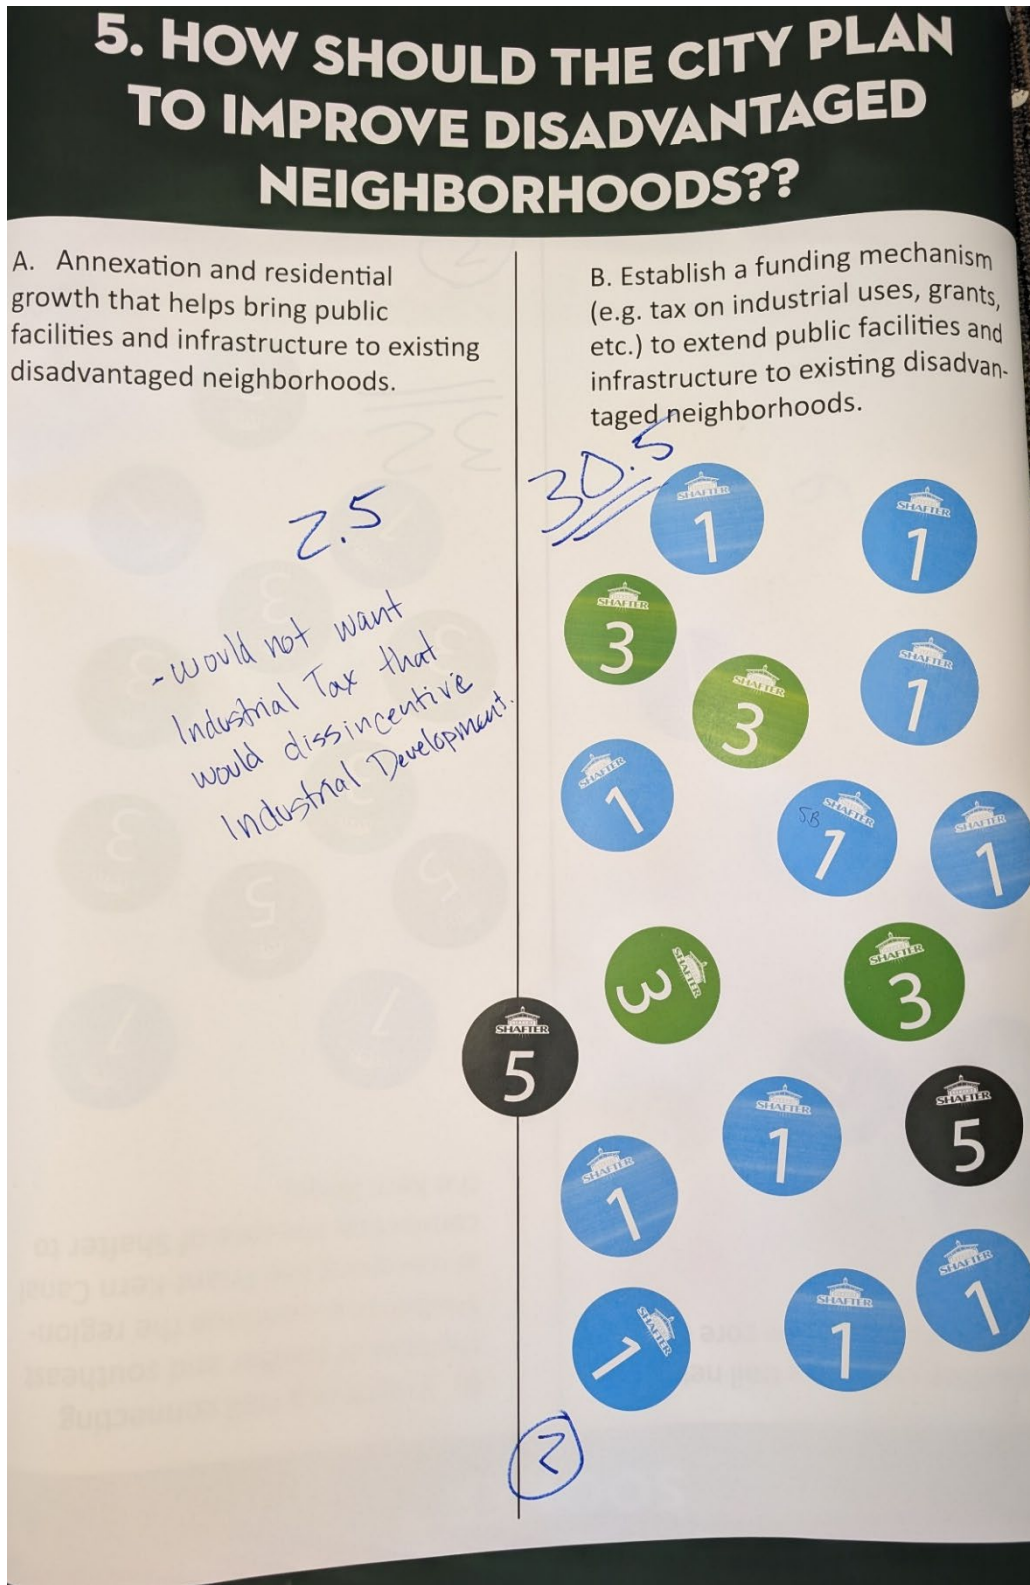 5. HOW SHOULD THE CITY PLAN
TO IMPROVE DISADVANTAGED
NEIGHBORHOODS??
A. Annexation and residential
growth that helps bring public
facilities and infrastructure to existing
disadvantaged neighborhoods.
2.5
- would not want
Industrial Tax that
would dissincentive
Industrial Development.
B. Establish a funding mechanism
(e.g. tax on industrial uses, grants,
etc.) to extend public facilities and
infrastructure to existing disadvan-
taged neighborhoods.
30.5
SHAFTER
1
SHAFTER
1
SHAFTER
3
SHAFTER
1
SHAFTER
3
SHAFTER
1
SB
SHAFTER
1
SHAFTER
1
SHAFTER
3
SHAFTER
3
SHAFTER
5
SHAFTER
5
SHAFTER
1
SHAFTER
1
SHAFTER
1
SHAFTER
1
SHAFTER
1
2